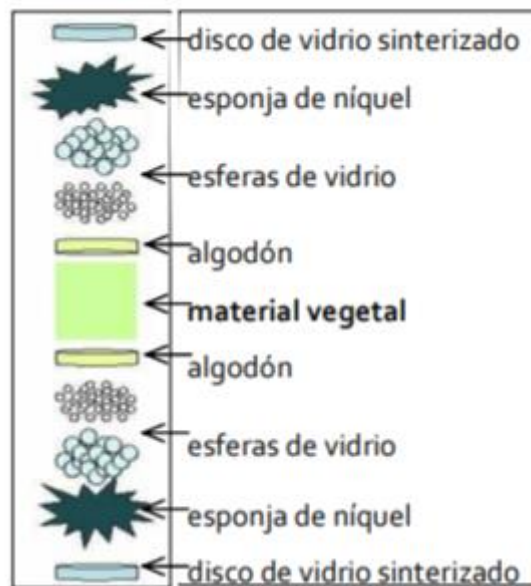 disco de vidrio sinterizado
esponja de níquel
esferas de vidrio
algodón
material vegetal
algodón
esferas de vidrio
esponja de níquel
disco de vidrio sinterizado